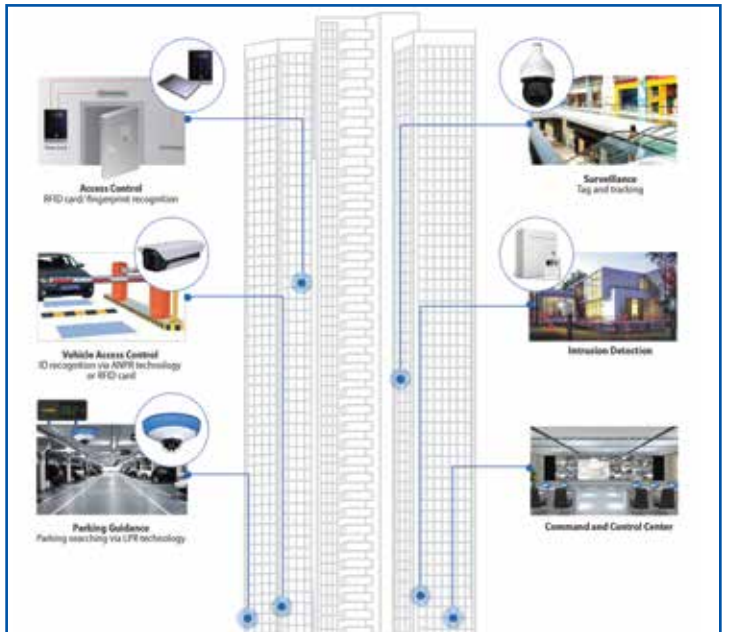 Access Control
RFID card/ fingerprint recognition
Vehicle Access Control
ID recognition via ANPR technology
or RFID card
Parking Guidance
Parking searching via LPR technology
Surveillance
Tag and tracking
Intrusion Detection
Command and Control Center